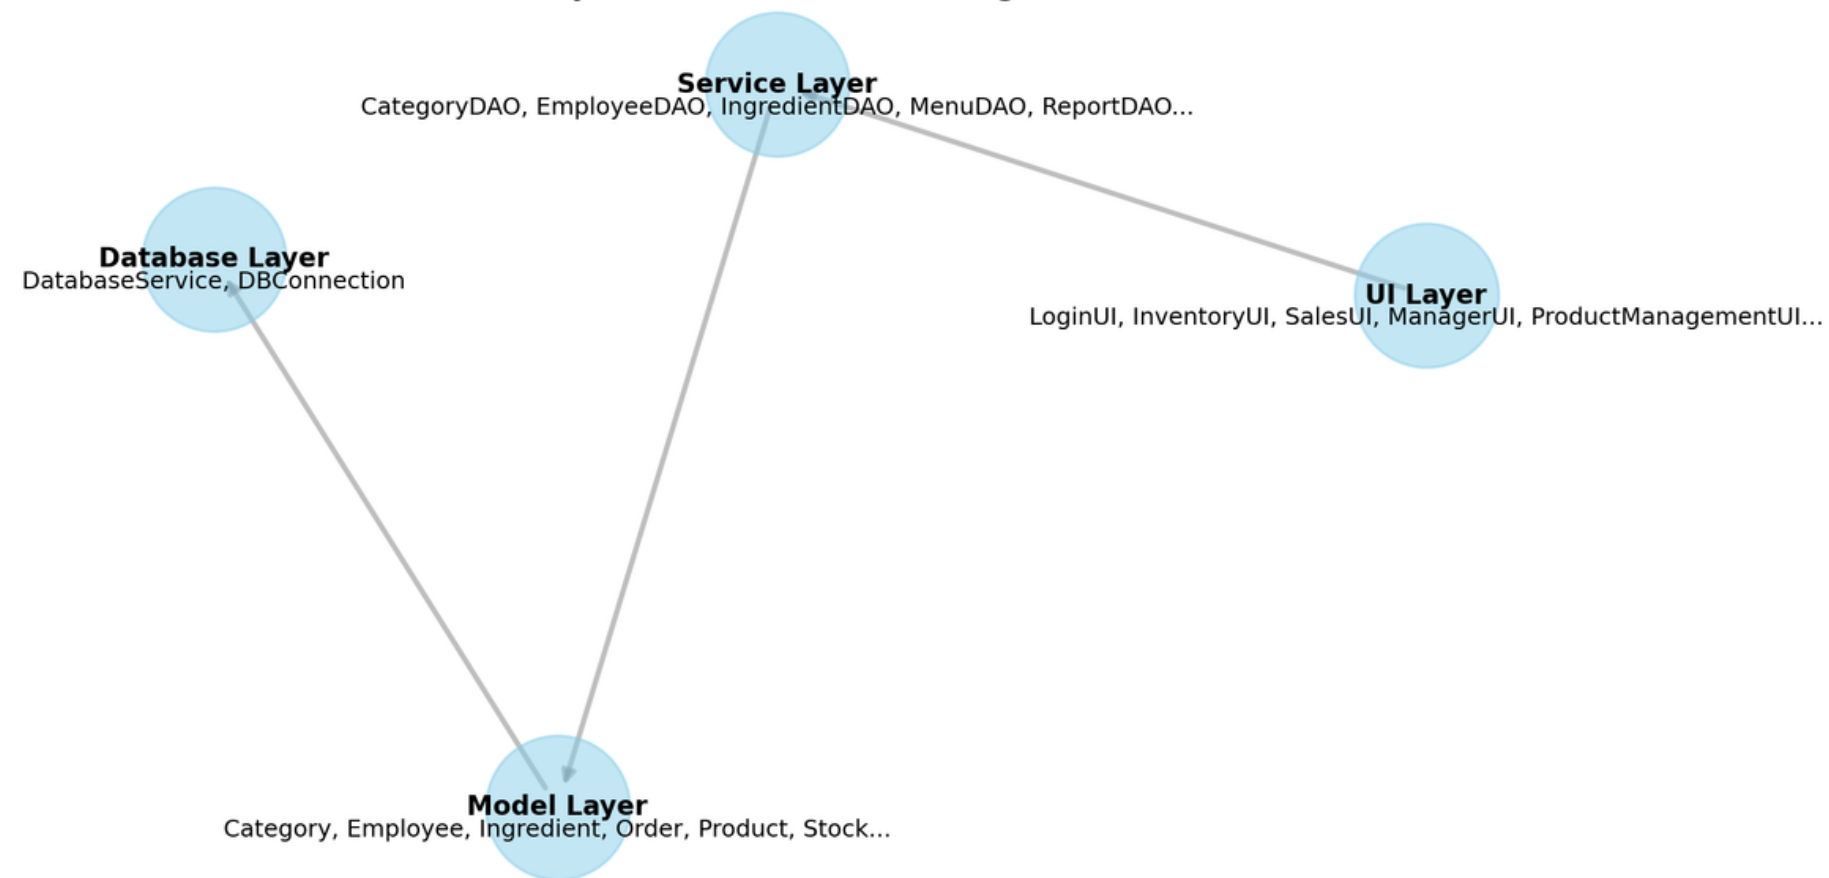 Service Layer
CategoryDAO, EmployeeDAO, IngredientDAO, MenuDAO, ReportDAO...
Database Layer
DatabaseService, DBConnection
UI Layer
LoginUI, InventoryUI, SalesUI, ManagerUI, ProductManagementUI...
Model Layer
Category, Employee, Ingredient, Order, Product, Stock...